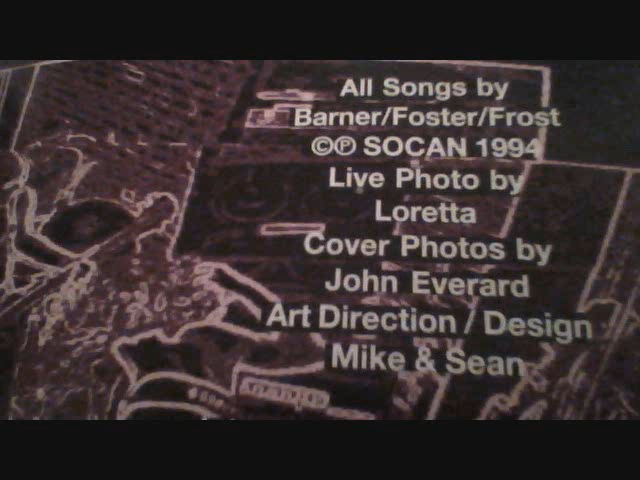 All Songs by
Barner/Foster/Frost
©℗ SOCAN 1994
Live Photo by
Loretta
Cover Photos by
John Everard
Art Direction / Design
Mike & Sean